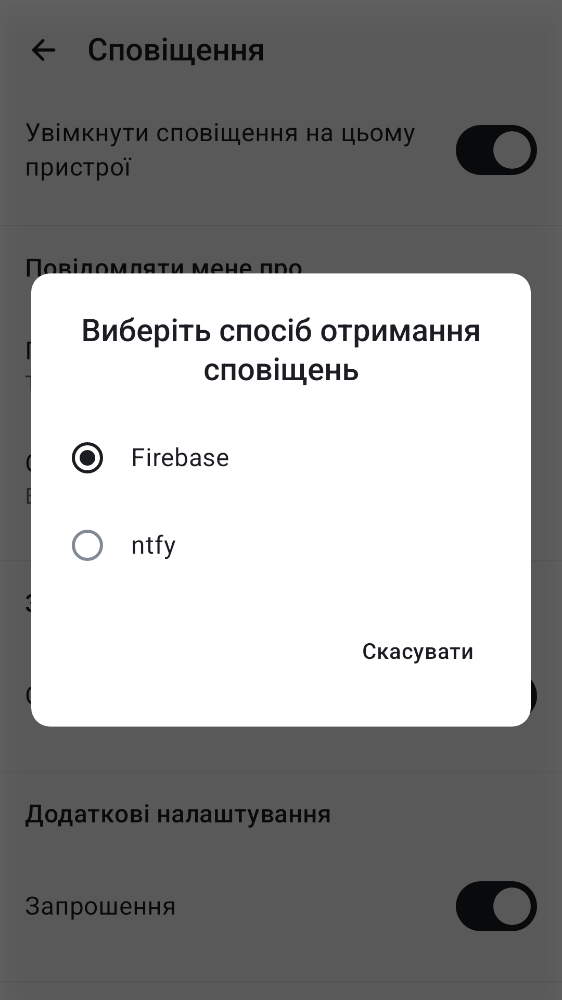 Сповіщення
Увімкнути сповіщення на цьому
пристрої
Повідомляти мене про
Виберіть спосіб отримання
сповіщень
Firebase
ntfy
Скасувати
Додаткові налаштування
Запрошення